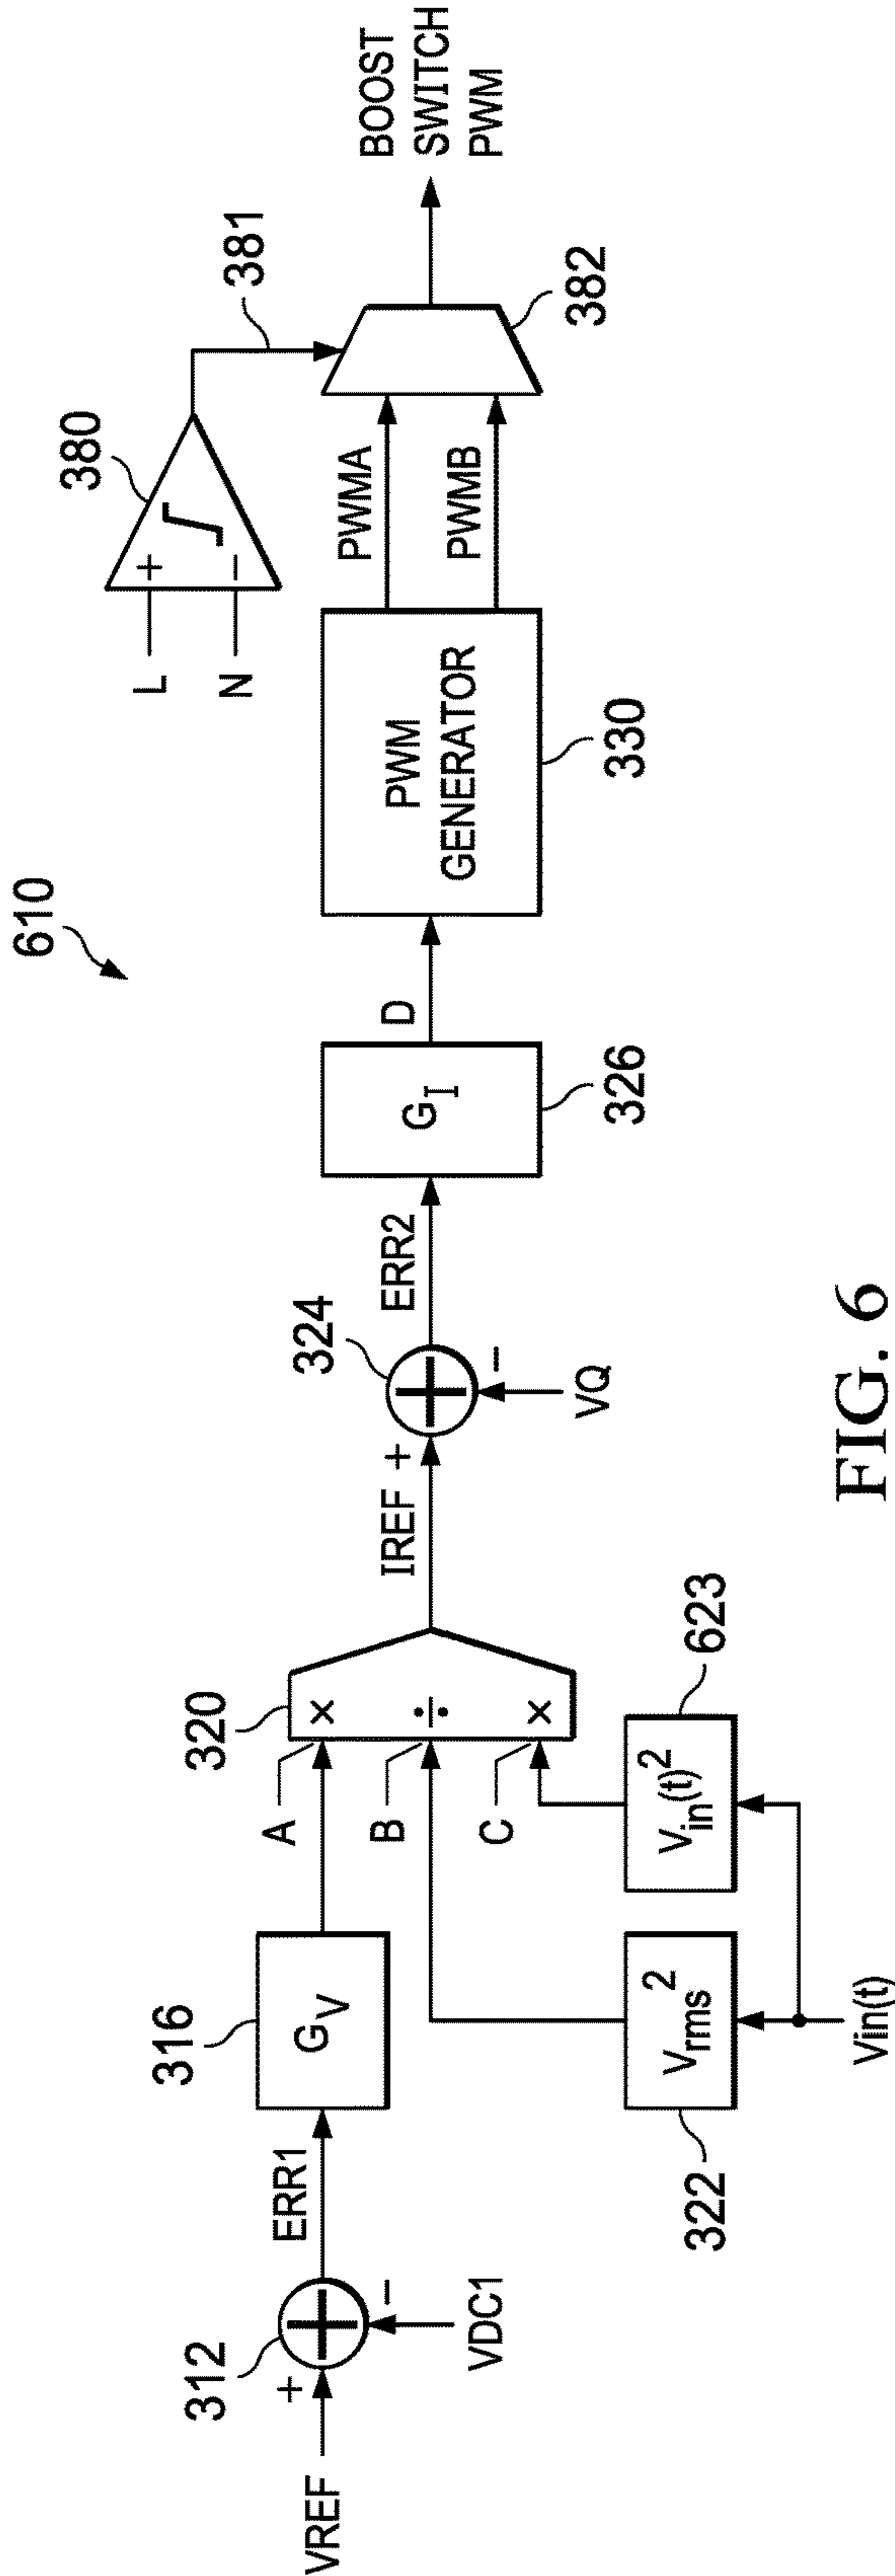 610
VREF
+
312
−
VDC1
ERR1
316
G_V
A
B
C
320
×
÷
×
322
V_rms^2
V_in(t)^2
623
Vin(t)
IREF
+
324
−
VQ
ERR2
G_I
326
D
PWM
GENERATOR
330
PWMA
PWMB
L
N
+
−
380
381
382
BOOST
SWITCH
PWM
FIG. 6